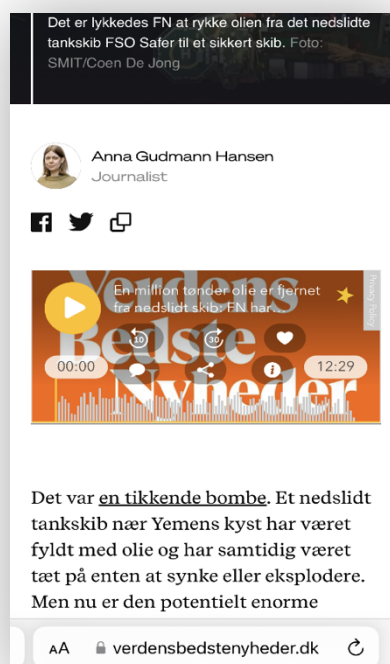 Det er lykkedes FN at rykke olien fra det nedslidte
tankskib FSO Safer til et sikkert skib. Foto:
SMIT/Coen De Jong
Anna Gudmann Hansen
Journalist
En million tønder olie er fjernet
fra nedslidt skib: FN har...
Privacy Policy
Verdens
Bedste
Nyheder
10
30
00:00
12:29
Det var en tikkende bombe. Et nedslidt
tankskib nær Yemens kyst har været
fyldt med olie og har samtidig været
tæt på enten at synke eller eksplodere.
Men nu er den potentielt enorme
AA
verdensbedstenyheder.dk